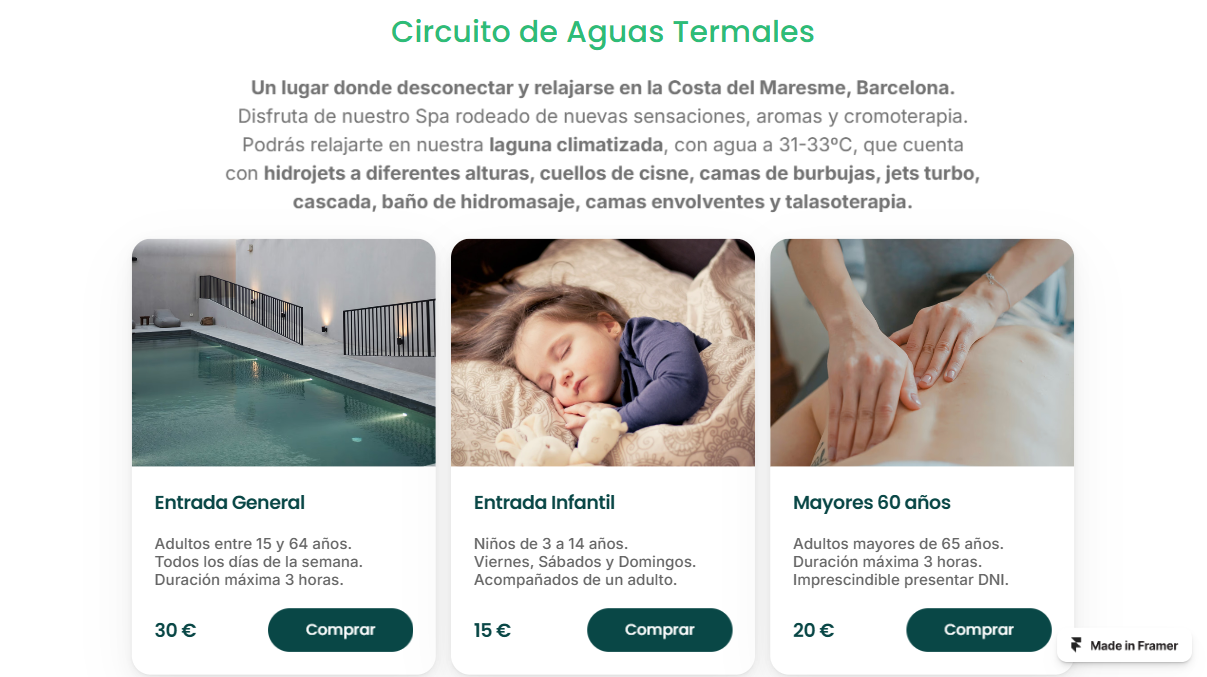 Circuito de Aguas Termales
Un lugar donde desconectar y relajarse en la Costa del Maresme, Barcelona.
Disfruta de nuestro Spa rodeado de nuevas sensaciones, aromas y cromoterapia.
Podrás relajarte en nuestra laguna climatizada, con agua a 31-33ºC, que cuenta
con hidrojets a diferentes alturas, cuellos de cisne, camas de burbujas, jets turbo,
cascada, baño de hidromasaje, camas envolventes y talasoterapia.
Entrada General
Adultos entre 15 y 64 años.
Todos los días de la semana.
Duración máxima 3 horas.
30 €
Comprar
Entrada Infantil
Niños de 3 a 14 años.
Viernes, Sábados y Domingos.
Acompañados de un adulto.
15 €
Comprar
Mayores 60 años
Adultos mayores de 65 años.
Duración máxima 3 horas.
Imprescindible presentar DNI.
20 €
Comprar
Made in Framer